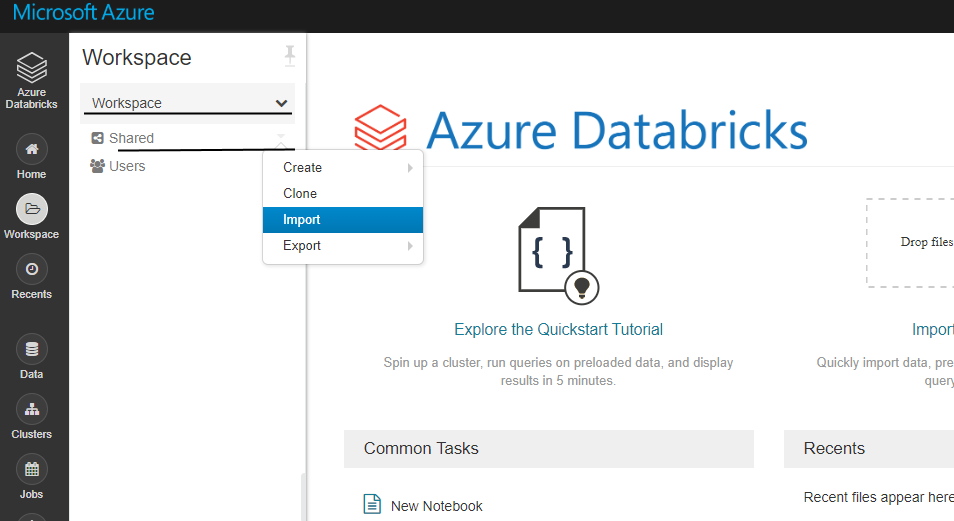 Microsoft Azure
Azure
Databricks
Home
Workspace
Recents
Data
Clusters
Jobs
Workspace
Workspace
Shared
Users
Create
Clone
Import
Export
Azure Databricks
{ }
Explore the Quickstart Tutorial
Spin up a cluster, run queries on preloaded data, and display
results in 5 minutes.
Drop files
Import
Quickly import data, pre
query
Common Tasks
New Notebook
Recents
Recent files appear here